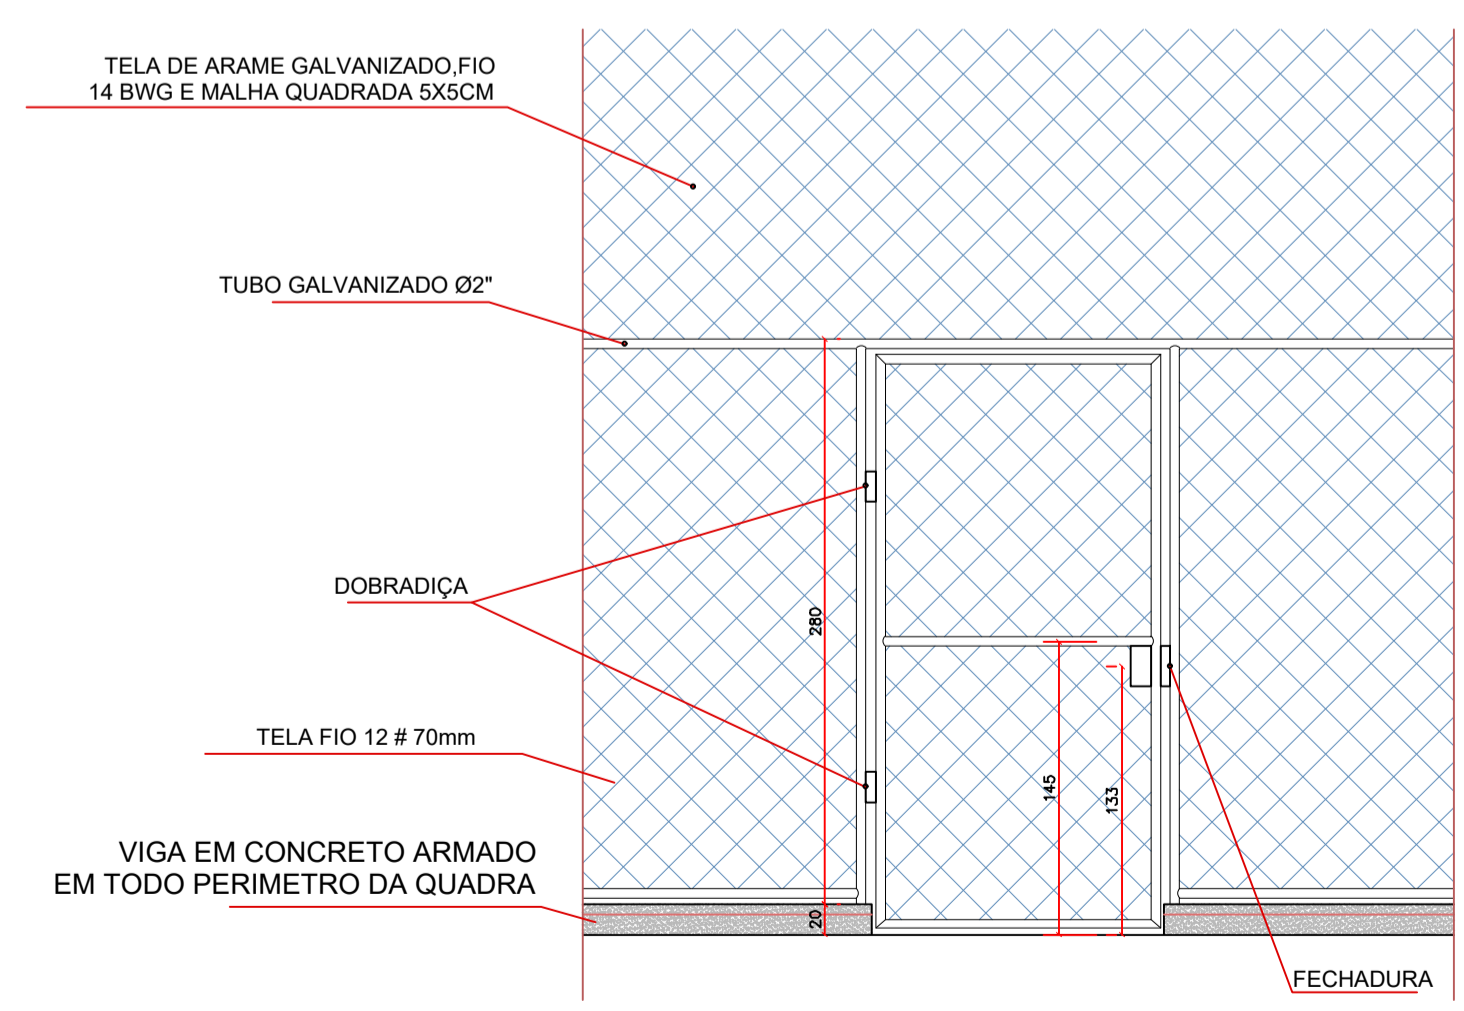 TELA DE ARAME GALVANIZADO,FIO
14 BWG E MALHA QUADRADA 5X5CM
TUBO GALVANIZADO Ø2"
DOBRADIÇA
280
TELA FIO 12 # 70mm
145
133
VIGA EM CONCRETO ARMADO
EM TODO PERIMETRO DA QUADRA
20
FECHADURA